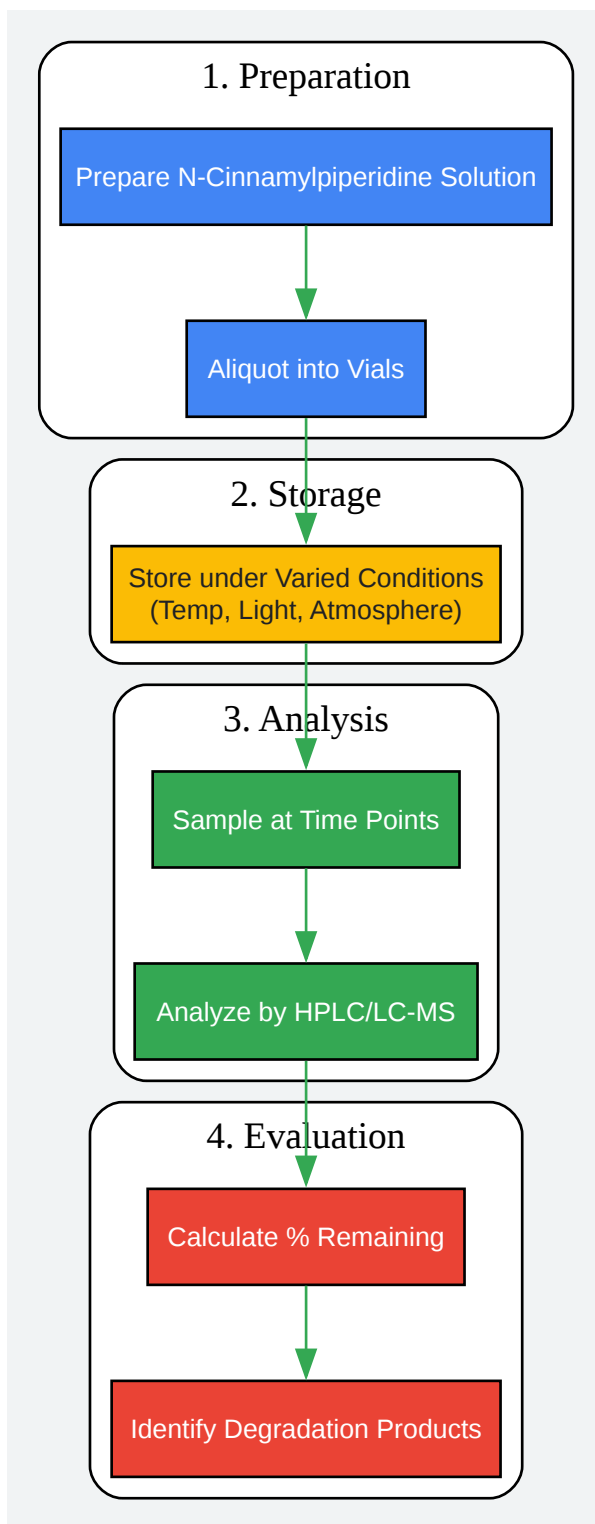 1. Preparation
Prepare N-Cinnamylpiperidine Solution
Aliquot into Vials
2. Storage
Store under Varied Conditions
(Temp, Light, Atmosphere)
3. Analysis
Sample at Time Points
Analyze by HPLC/LC-MS
4. Evaluation
Calculate % Remaining
Identify Degradation Products